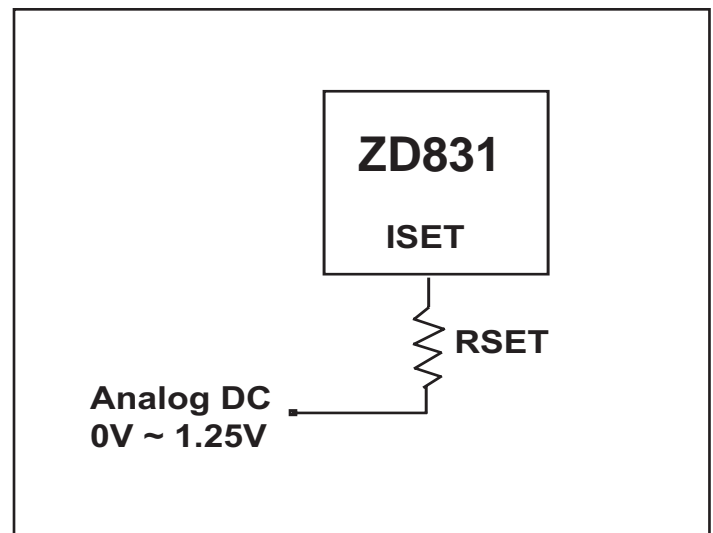 ZD831
ISET
RSET
Analog DC
0V ~ 1.25V